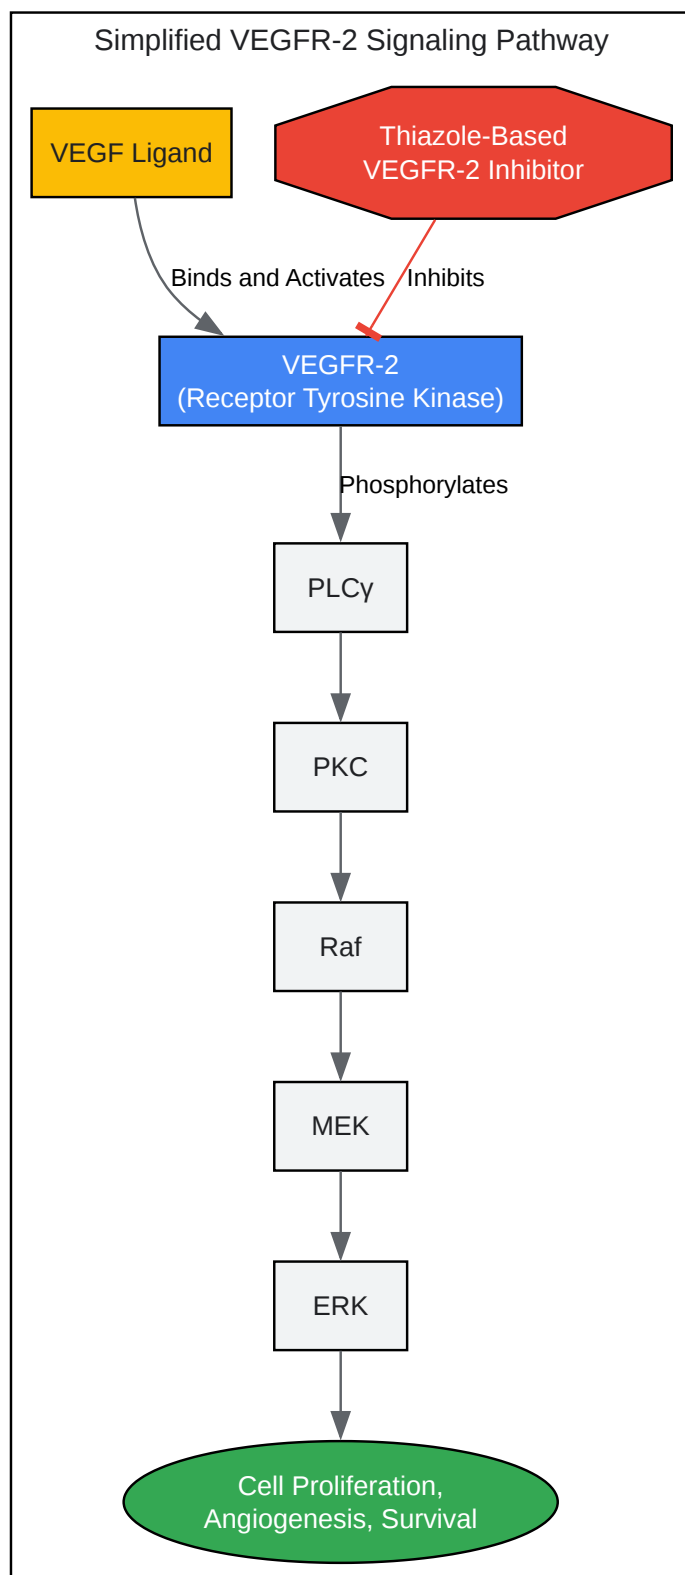 Simplified VEGFR-2 Signaling Pathway
VEGF Ligand
Thiazole-Based
VEGFR-2 Inhibitor
Binds and Activates
Inhibits
VEGFR-2
(Receptor Tyrosine Kinase)
Phosphorylates
PLCγ
PKC
Raf
MEK
ERK
Cell Proliferation,
Angiogenesis, Survival